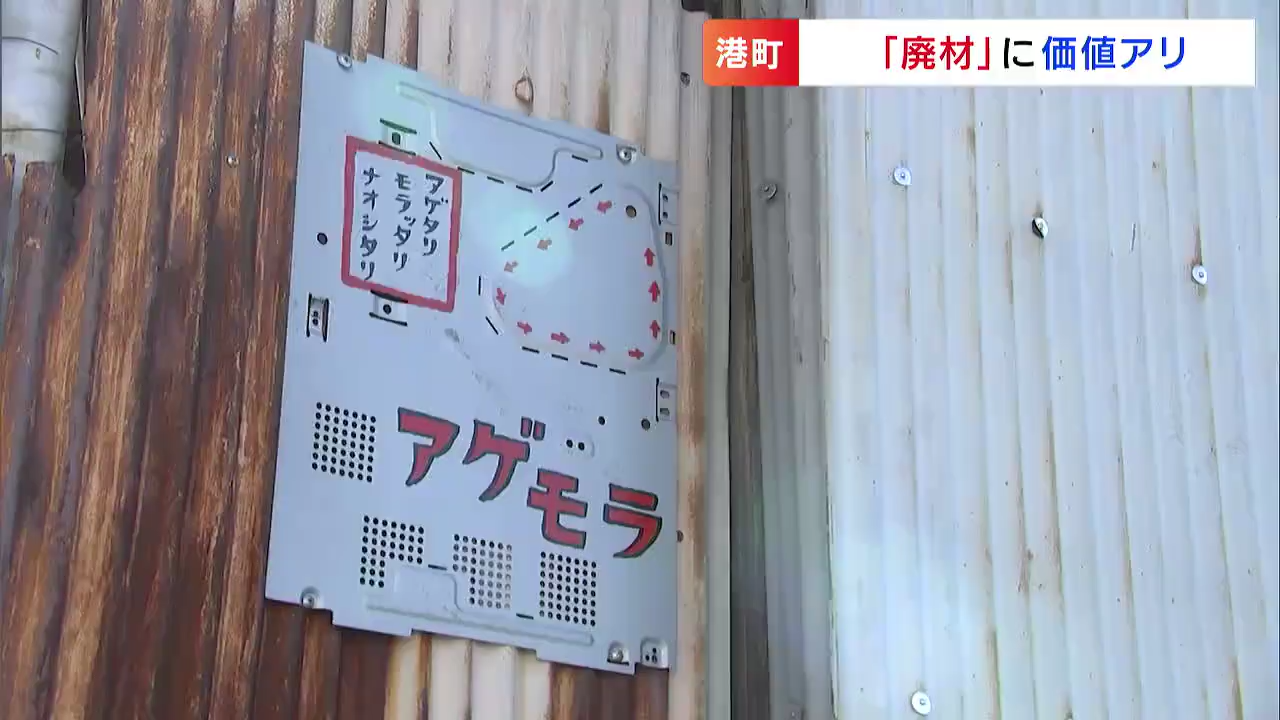 港町
「廃材」に価値アリ
アゲタリ
モラッタリ
ナオシタリ
アゲモラ